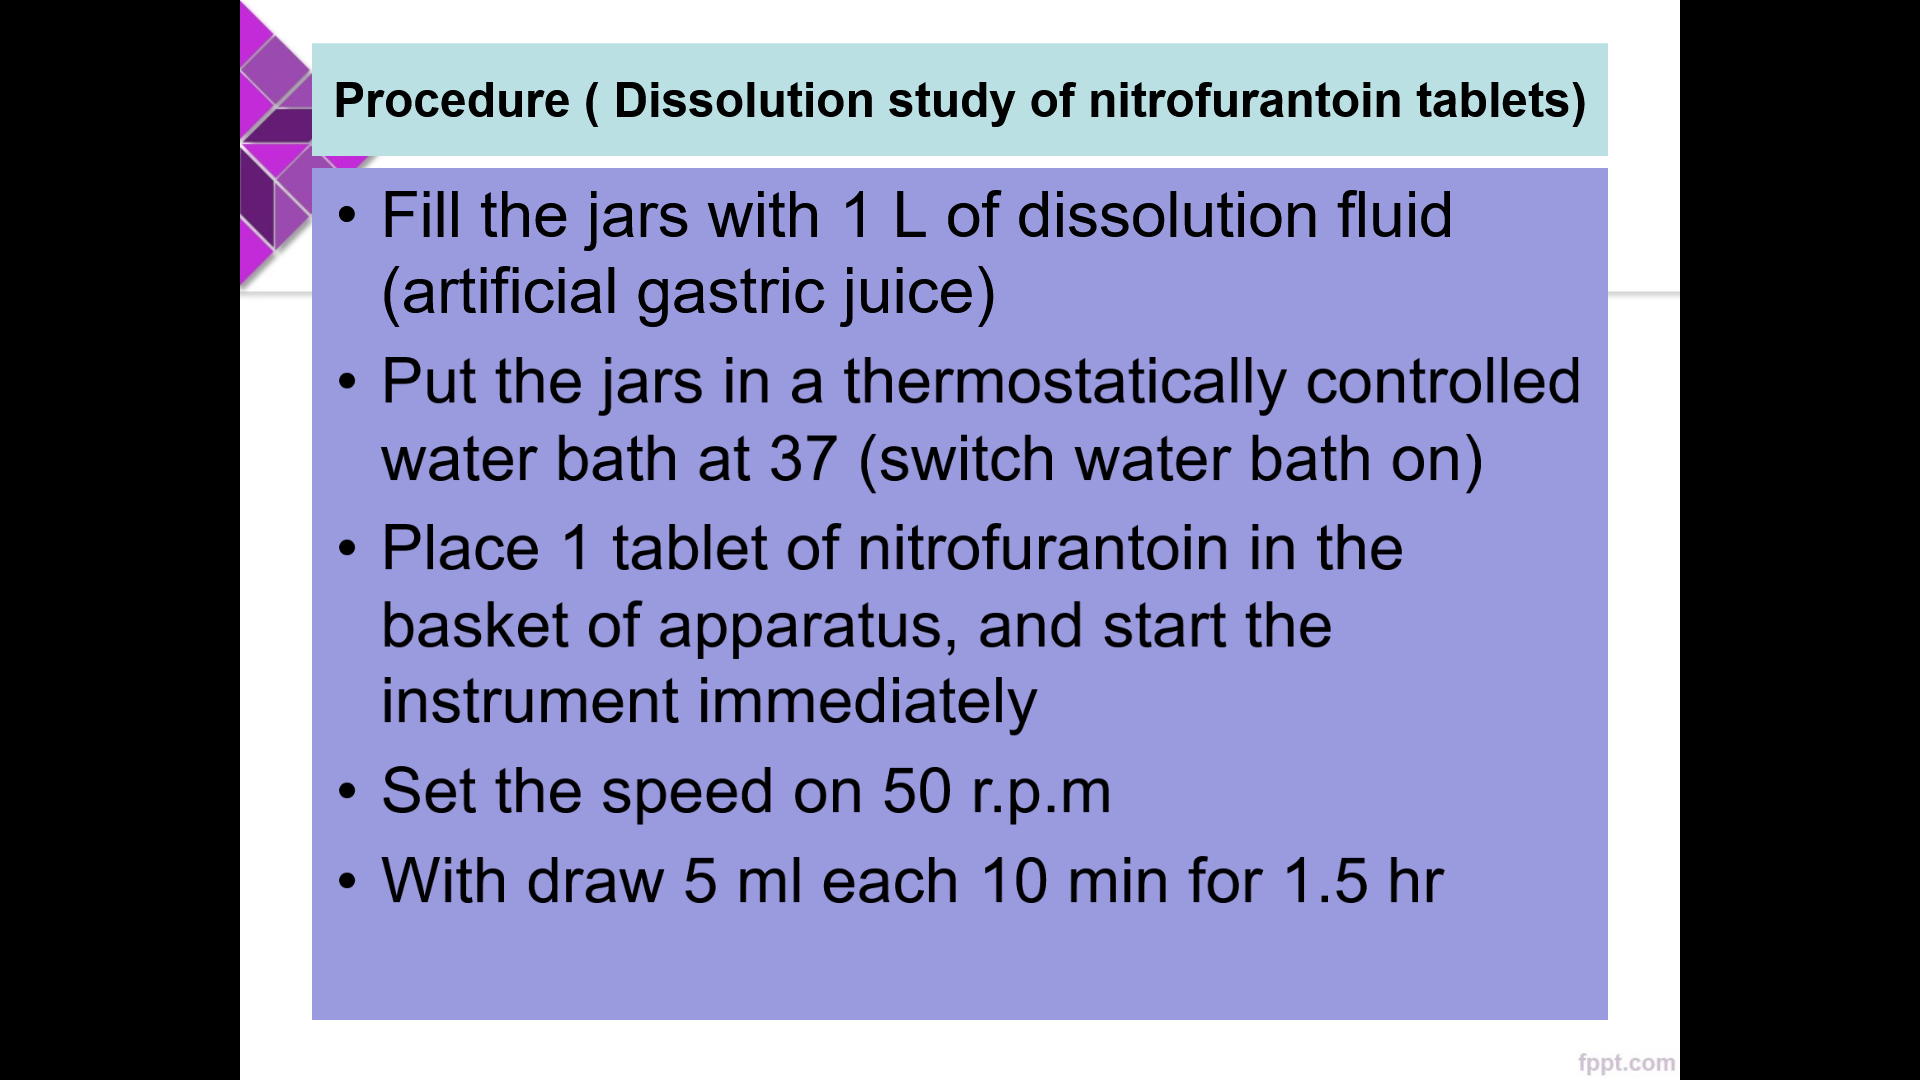 Procedure ( Dissolution study of nitrofurantoin tablets)
• Fill the jars with 1 L of dissolution fluid
(artificial gastric juice)
• Put the jars in a thermostatically controlled
water bath at 37 (switch water bath on)
• Place 1 tablet of nitrofurantoin in the
basket of apparatus, and start the
instrument immediately
• Set the speed on 50 r.p.m
• With draw 5 ml each 10 min for 1.5 hr
fppt.com